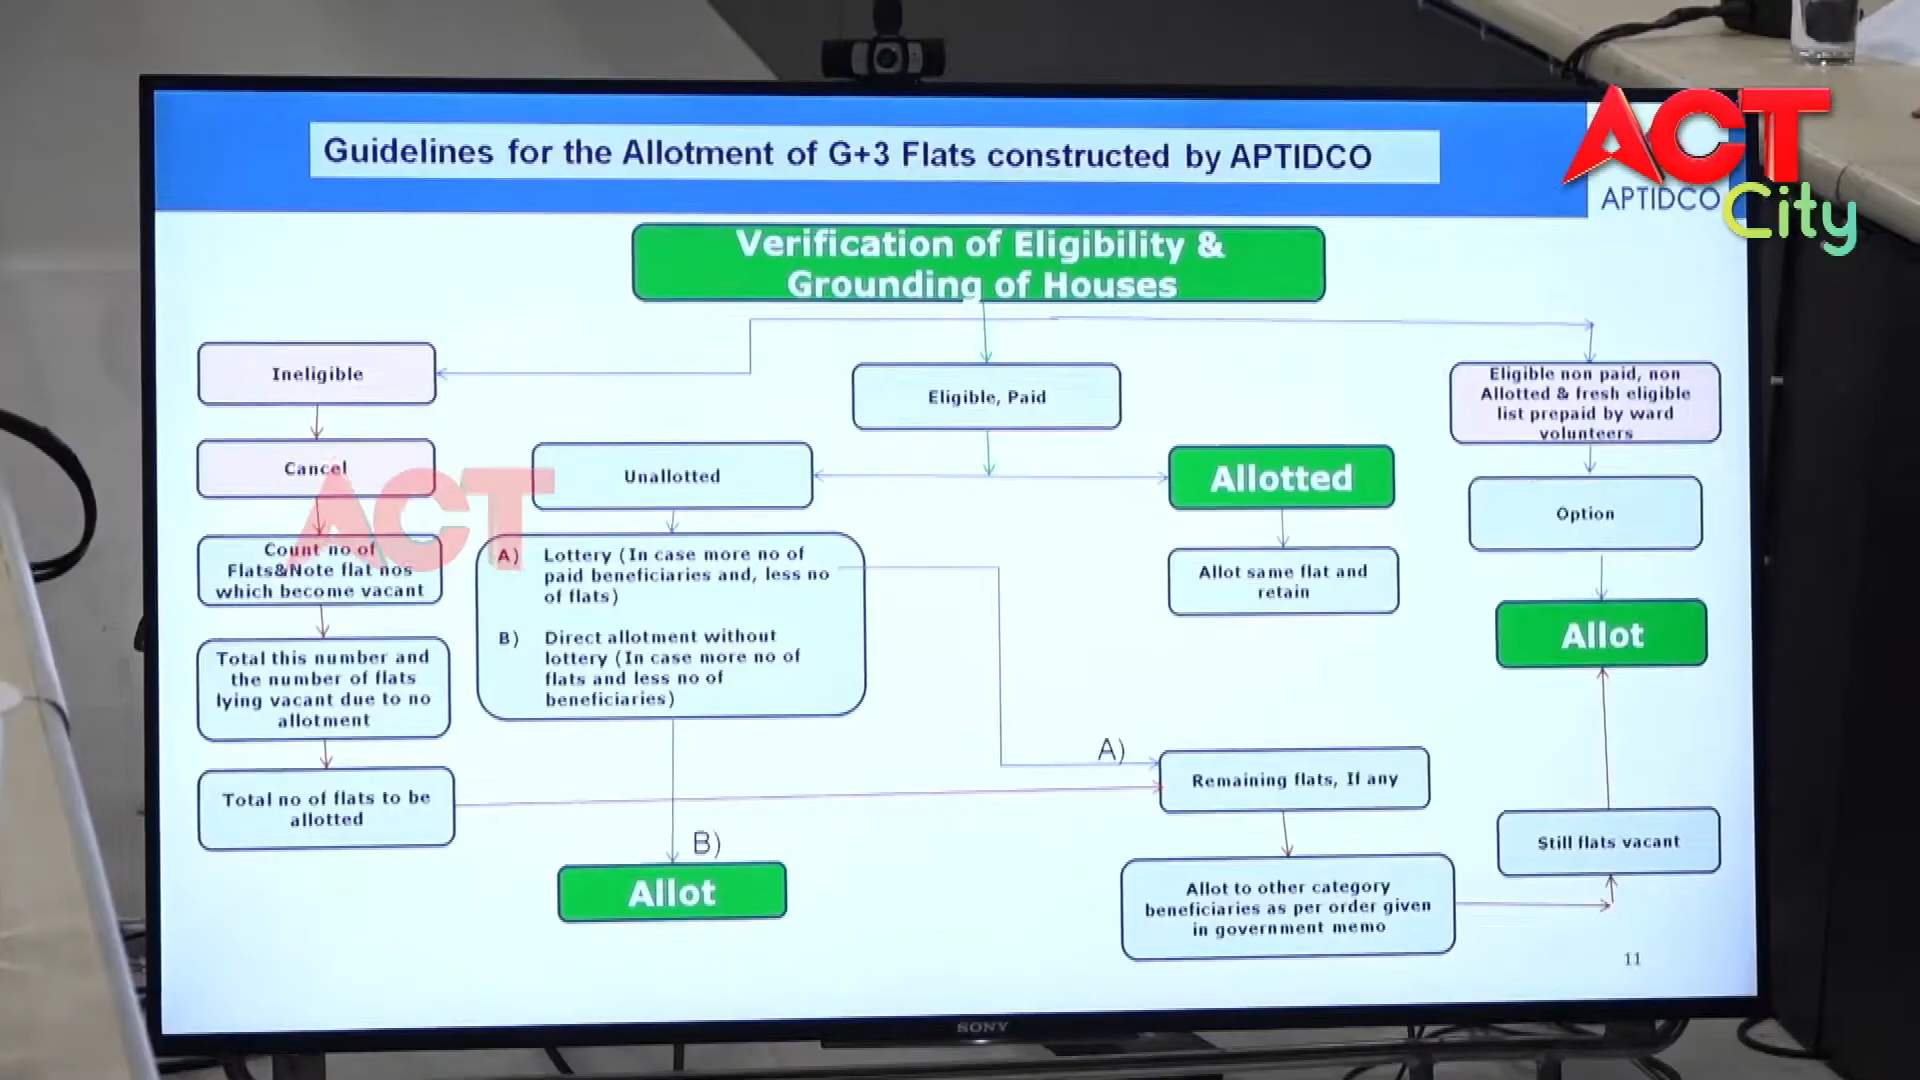 Guidelines for the Allotment of G+3 Flats constructed by APTIDCO
ACT
City
APTIDCO
Verification of Eligibility &
Grounding of Houses
Ineligible
Cancel
Count no of
Flats&Note flat nos
which become vacant
Total this number and
the number of flats
lying vacant due to no
allotment
Total no of flats to be
allotted
Eligible, Paid
Unallotted
ACT
A) Lottery (In case more no of
paid beneficiaries and, less no
of flats)
B) Direct allotment without
lottery (In case more no of
flats and less no of
beneficiaries)
B)
Allot
Allotted
Allot same flat and
retain
A)
Remaining flats, If any
Allot to other category
beneficiaries as per order given
in government memo
Eligible non paid, non
Allotted & fresh eligible
list prepaid by ward
volunteers
Option
Allot
Still flats vacant
11
SONY